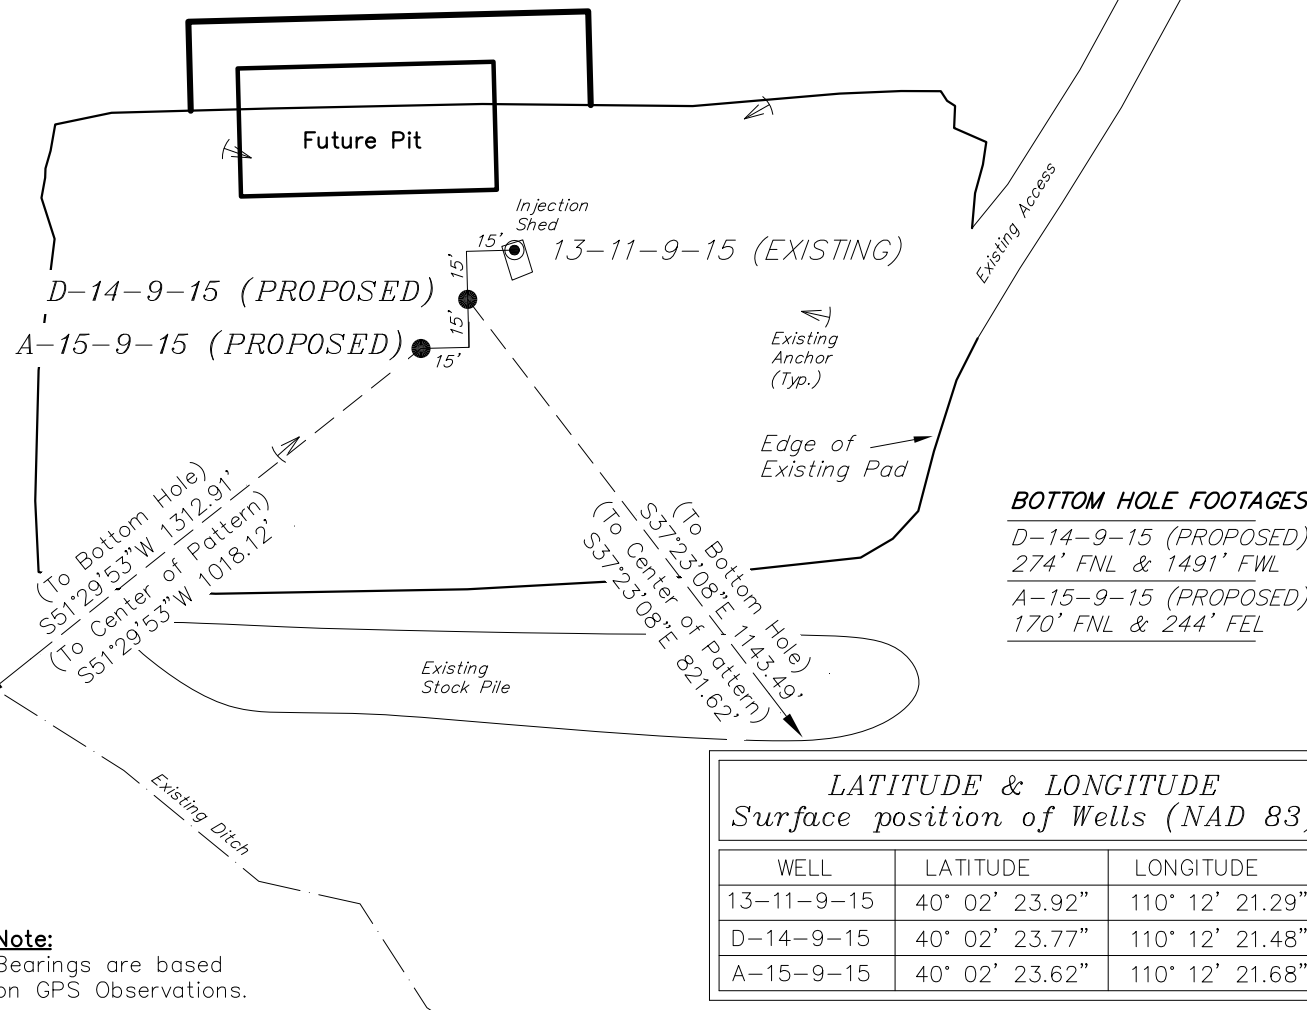 Future Pit
Injection
Shed
15'
13-11-9-15 (EXISTING)
15'
D-14-9-15 (PROPOSED)
15'
A-15-9-15 (PROPOSED)
15'
Existing Access
Existing
Anchor
(Typ.)
Edge of
Existing Pad
(To Bottom Hole)
S51°29'53"W 1312.91'
(To Center of Pattern)
S51°29'53"W 1018.12'
(To Bottom Hole)
S37°23'08"E 1143.49'
(To Center of Pattern)
S37°23'08"E 821.62'
BOTTOM HOLE FOOTAGES
D-14-9-15 (PROPOSED)
274' FNL & 1491' FWL
A-15-9-15 (PROPOSED)
170' FNL & 244' FEL
Existing
Stock Pile
Existing Ditch
LATITUDE & LONGITUDE
Surface position of Wells (NAD 83)
WELL LATITUDE LONGITUDE
13-11-9-15 40° 02' 23.92" 110° 12' 21.29"
D-14-9-15 40° 02' 23.77" 110° 12' 21.48"
A-15-9-15 40° 02' 23.62" 110° 12' 21.68"
Note:
Bearings are based
on GPS Observations.